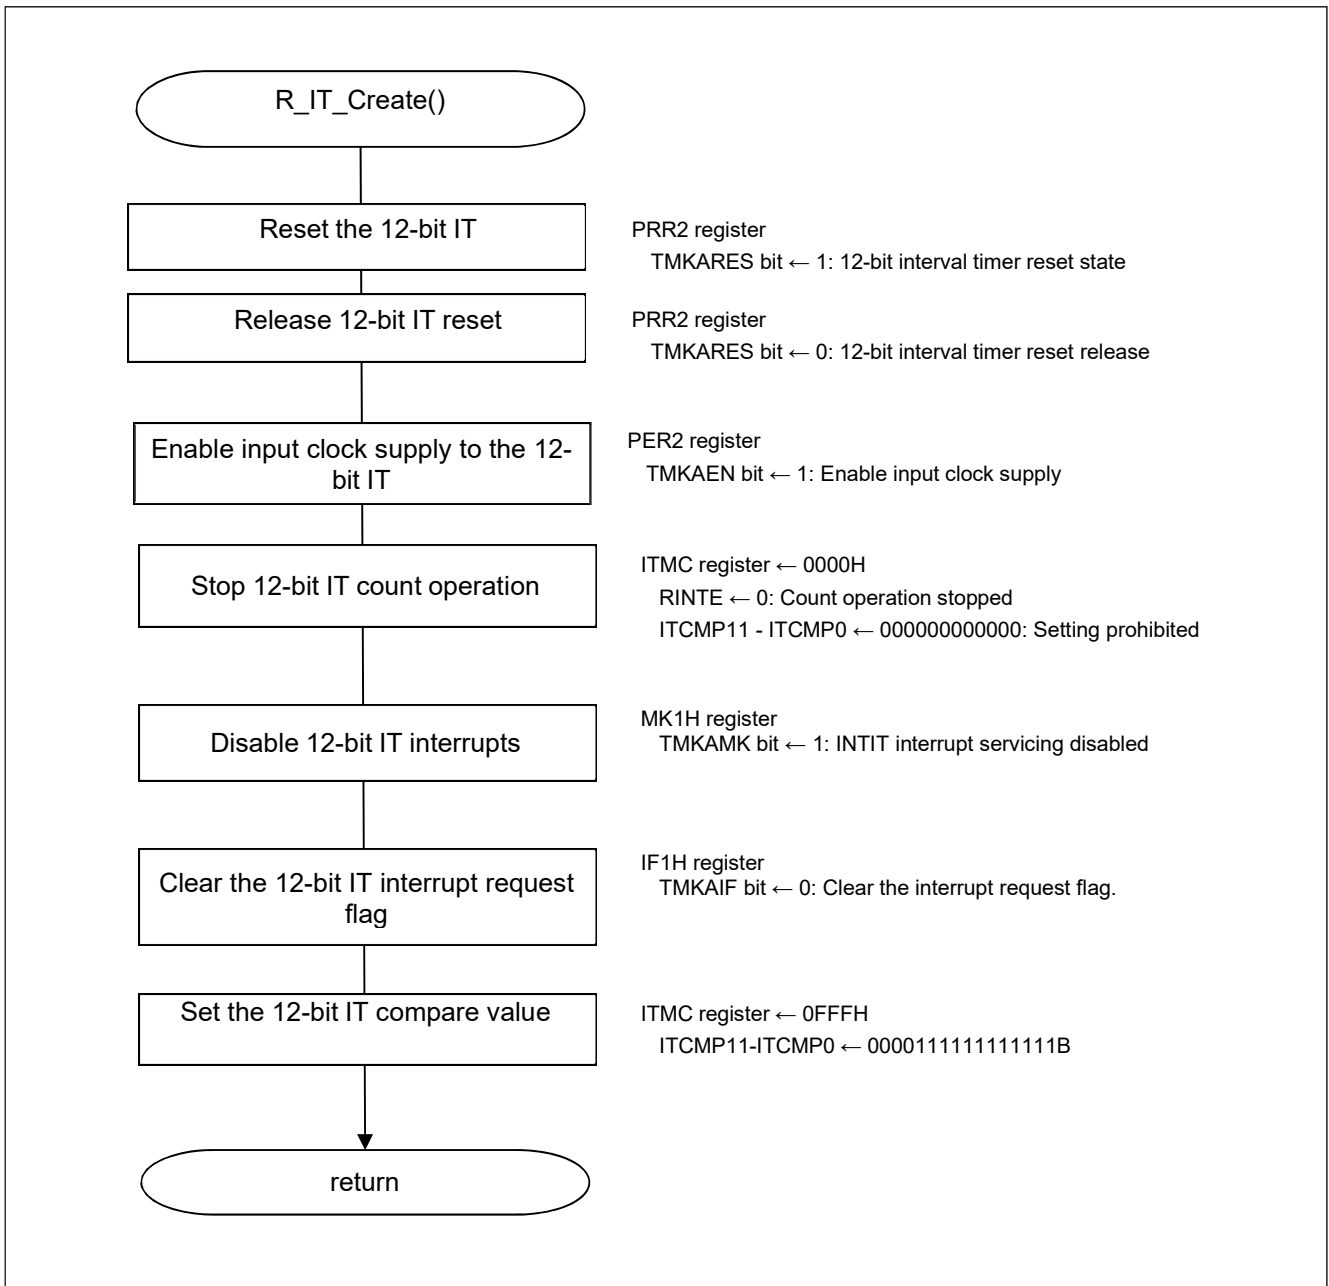 R_IT_Create()
Reset the 12-bit IT
PRR2 register
TMKARES bit ← 1: 12-bit interval timer reset state
Release 12-bit IT reset
PRR2 register
TMKARES bit ← 0: 12-bit interval timer reset release
Enable input clock supply to the 12-
bit IT
PER2 register
TMKAEN bit ← 1: Enable input clock supply
Stop 12-bit IT count operation
ITMC register ← 0000H
RINTE ← 0: Count operation stopped
ITCMP11 - ITCMP0 ← 000000000000: Setting prohibited
Disable 12-bit IT interrupts
MK1H register
TMKAMK bit ← 1: INTIT interrupt servicing disabled
Clear the 12-bit IT interrupt request
flag
IF1H register
TMKAIF bit ← 0: Clear the interrupt request flag.
Set the 12-bit IT compare value
ITMC register ← 0FFFH
ITCMP11-ITCMP0 ← 0000111111111111B
return